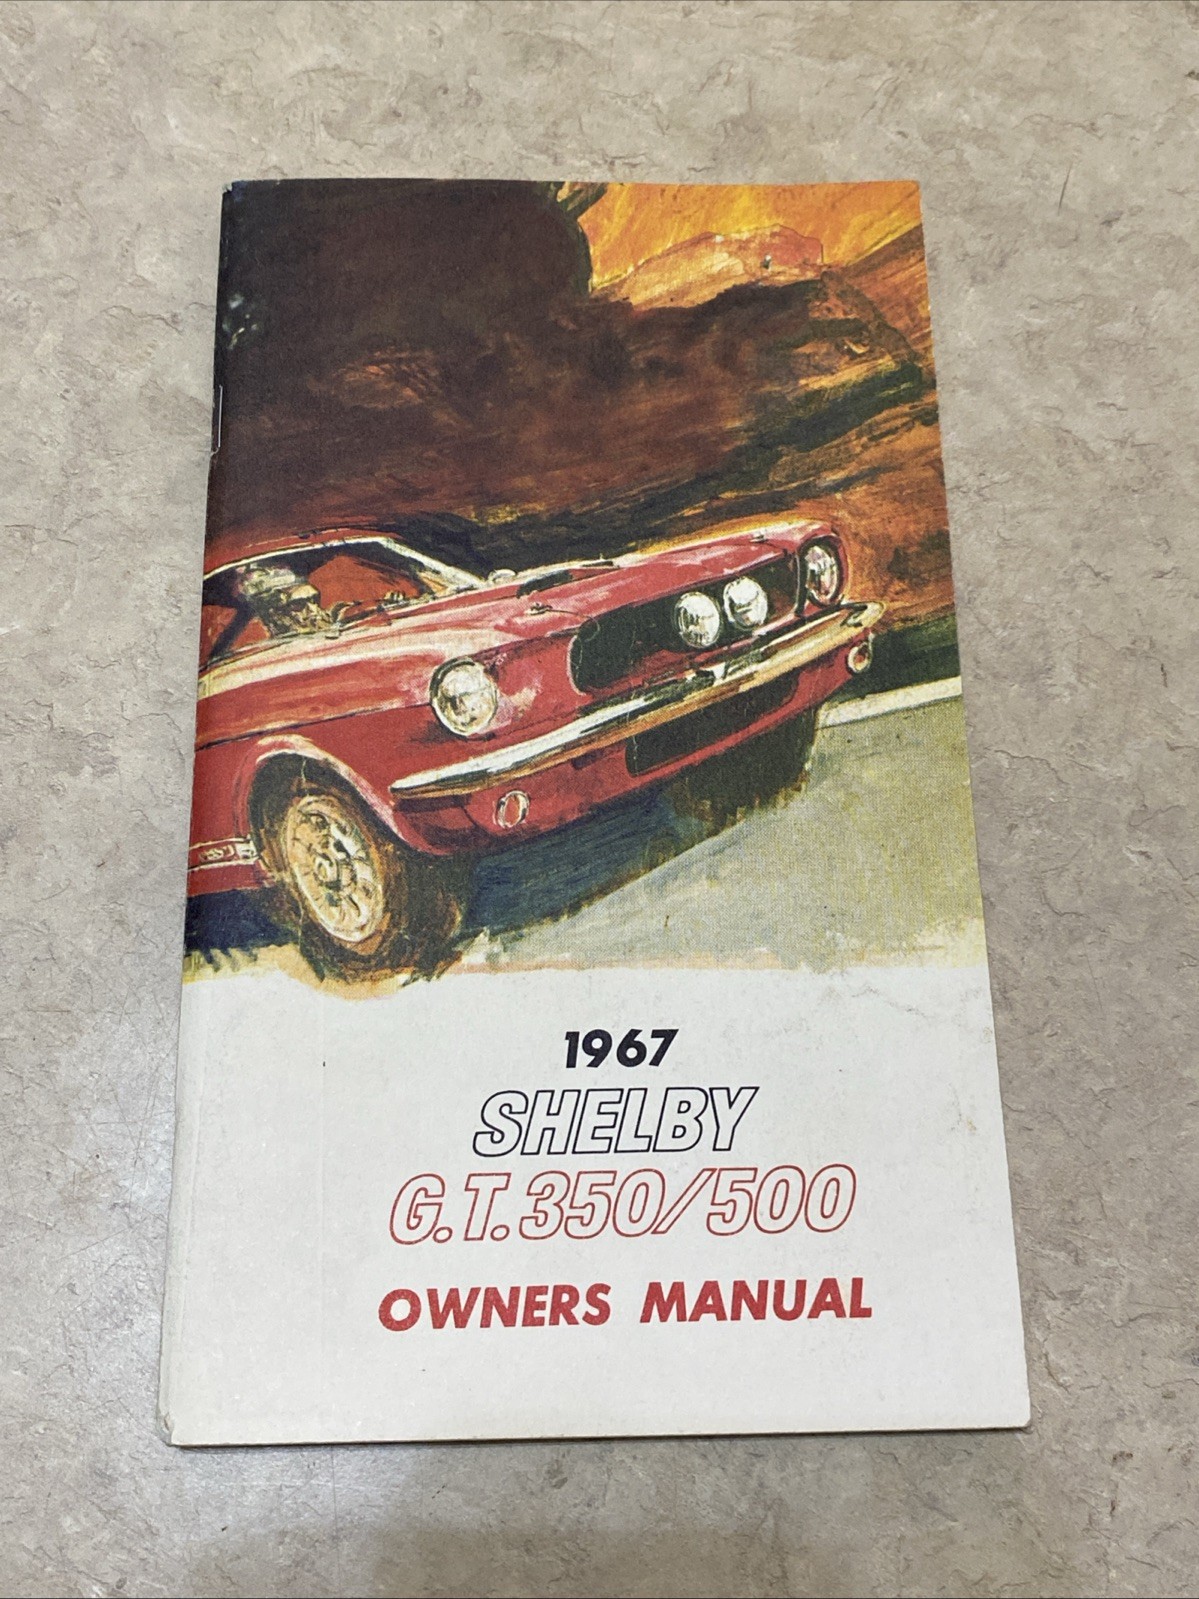 1967
SHELBY
G.T.350/500
OWNERS MANUAL